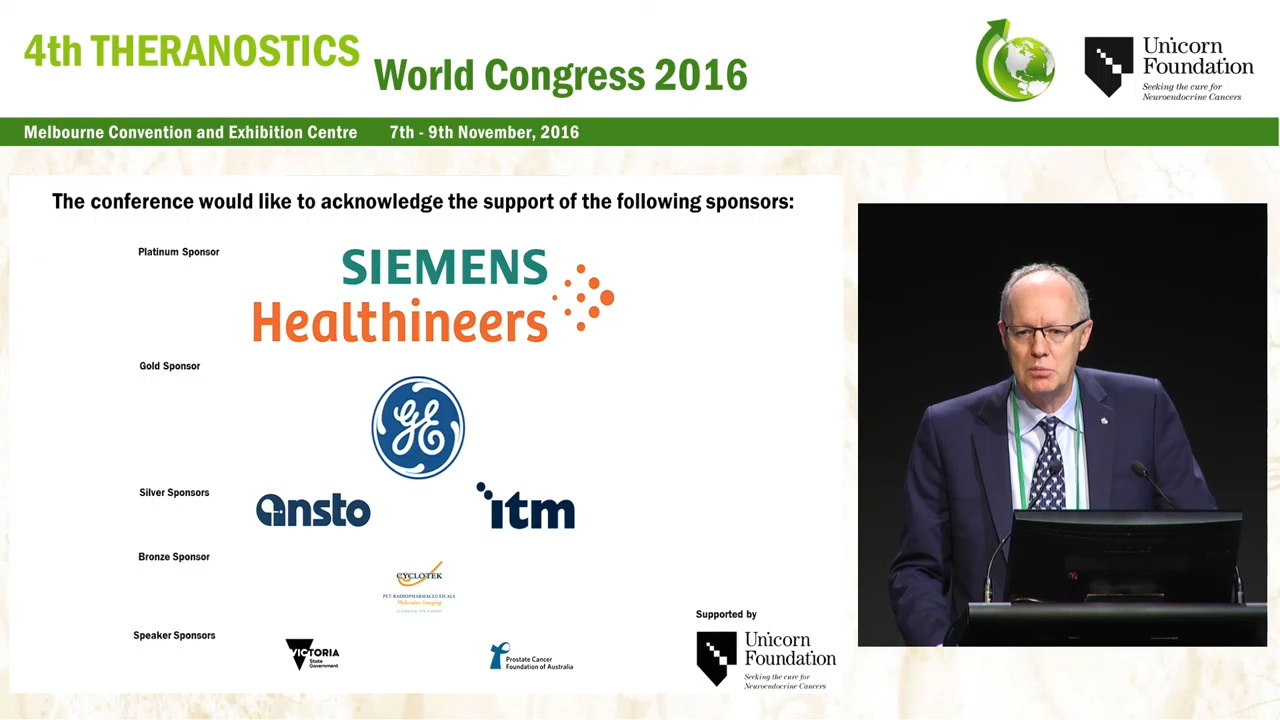 4th THERANOSTICS
World Congress 2016
Unicorn
Foundation
Seeking the cure for
Neuroendocrine Cancers
Melbourne Convention and Exhibition Centre 7th - 9th November, 2016
The conference would like to acknowledge the support of the following sponsors:
Platinum Sponsor
SIEMENS
Healthineers
Gold Sponsor
GE
Silver Sponsors
ansto
itm
Bronze Sponsor
CYCLOTEK
PET RADIOPHARMACEUTICALS
Molecular Imaging
Speaker Sponsors
VICTORIA
State
Government
Prostate Cancer
Foundation of Australia
Supported by
Unicorn
Foundation
Seeking the cure for
Neuroendocrine Cancers